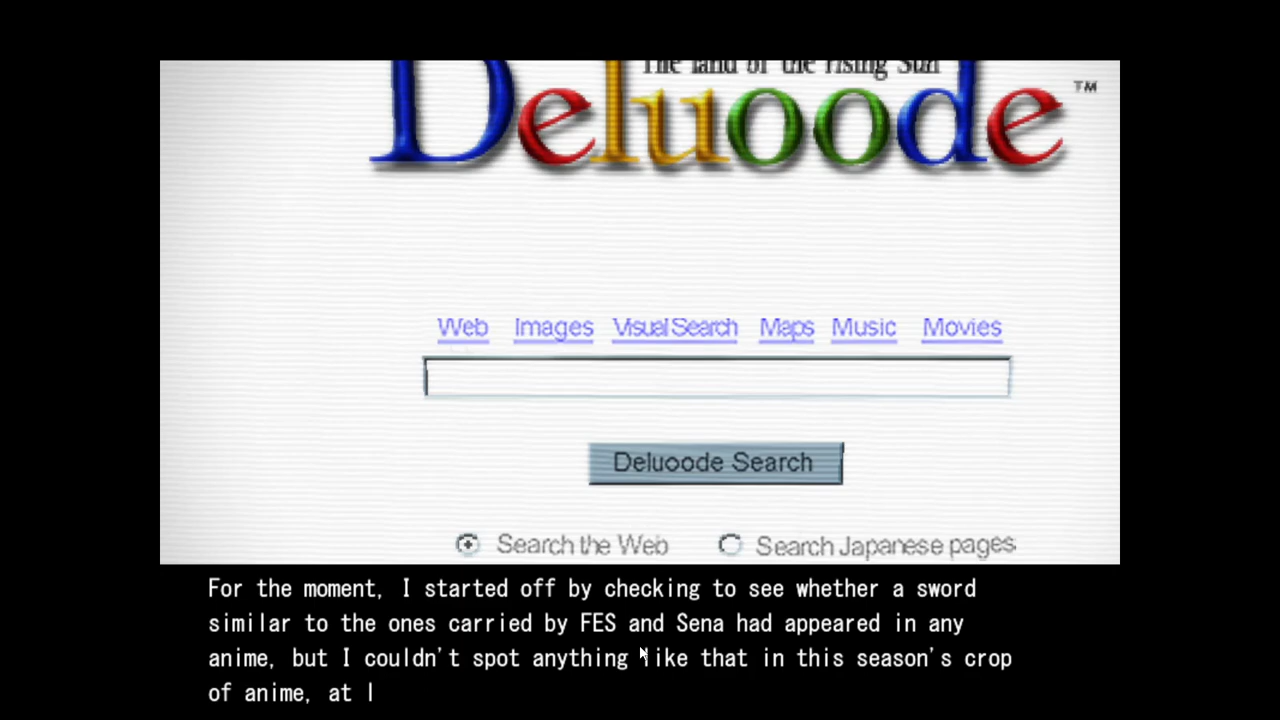 The land of the rising Sun
Deluoode™
Web Images Visual Search Maps Music Movies
Deluoode Search
Search the Web Search Japanese pages
For the moment, I started off by checking to see whether a sword
similar to the ones carried by FES and Sena had appeared in any
anime, but I couldn't spot anything like that in this season's crop
of anime, at l